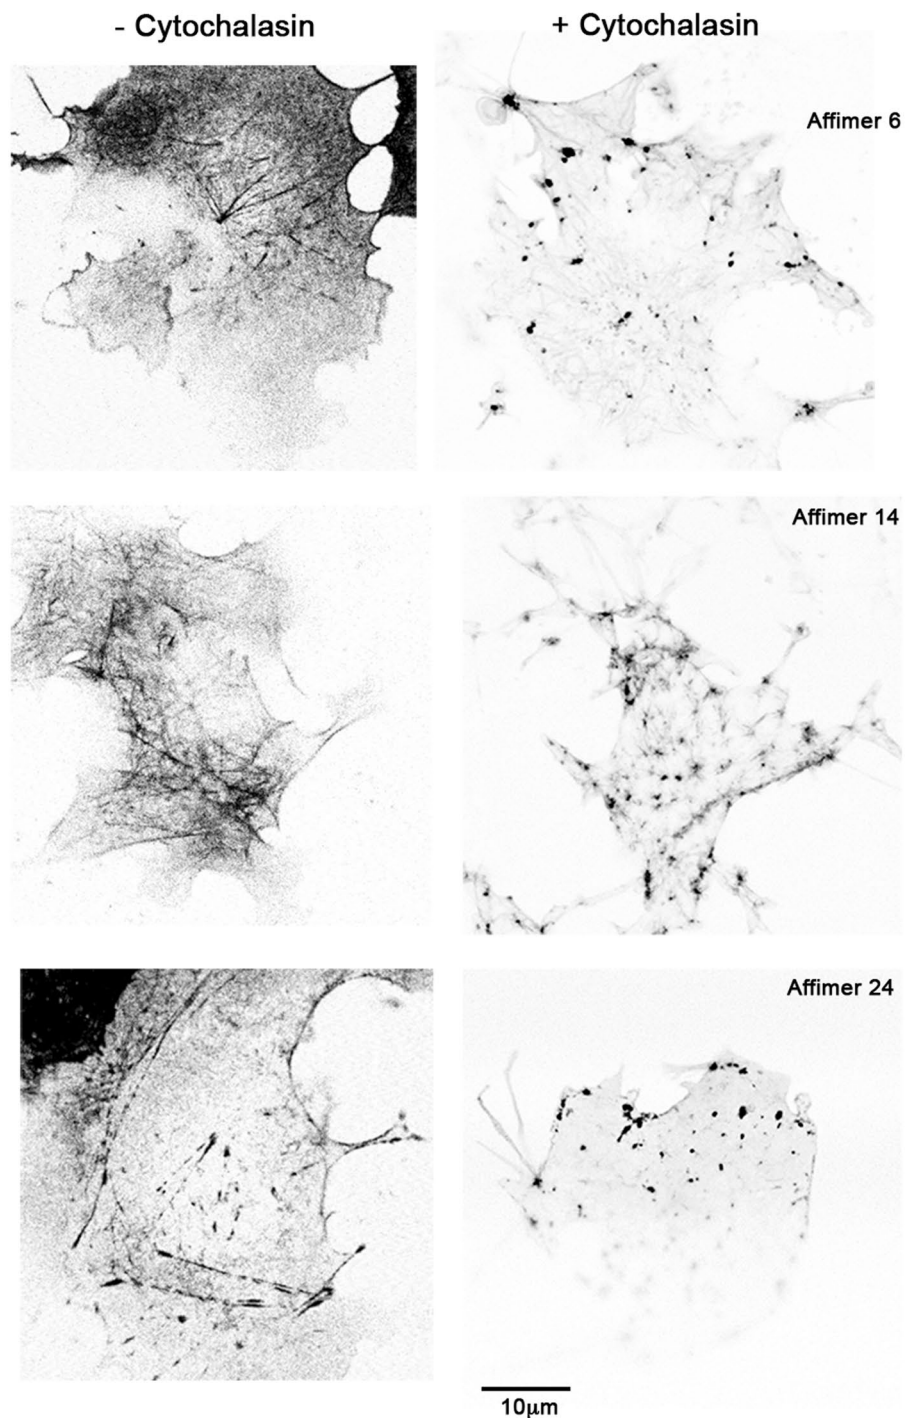 - Cytochalasin
+ Cytochalasin
Affimer 6
Affimer 14
Affimer 24
10μm